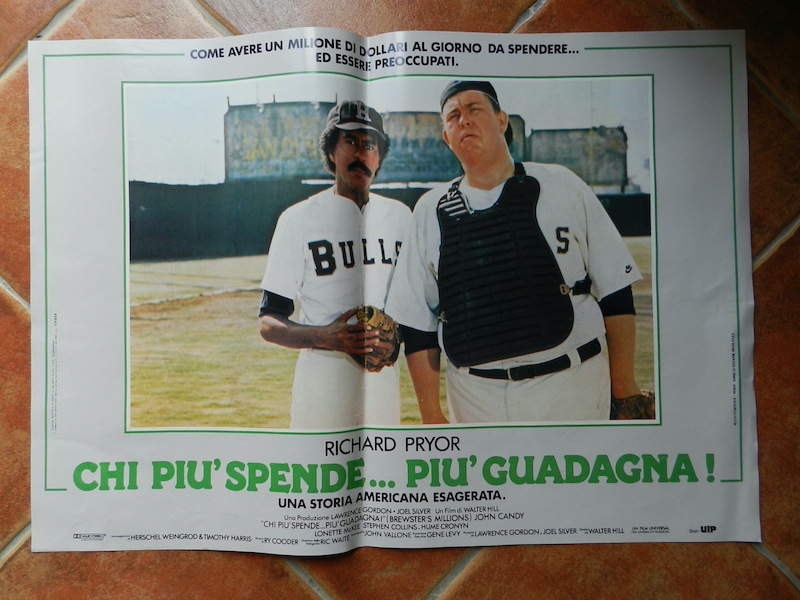 COME AVERE UN MILIONE DI DOLLARI AL GIORNO DA SPENDERE...
ED ESSERE PREOCCUPATI.
H
BULLS
S
RICHARD PRYOR
CHI PIU' SPENDE... PIU' GUADAGNA!
UNA STORIA AMERICANA ESAGERATA.
Una Produzione LAWRENCE GORDON - JOEL SILVER Un Film di WALTER HILL
"CHI PIU' SPENDE...PIU' GUADAGNA!" (BREWSTER'S MILLIONS) JOHN CANDY
LONETTE McKEE STEPHEN COLLINS HUME CRONYN
HERSCHEL WEINGROD & TIMOTHY HARRIS RY COODER RIC WAITE JOHN VALLONE GENE LEVY LAWRENCE GORDON JOEL SILVER WALTER HILL UN FILM UNIVERSAL UIP